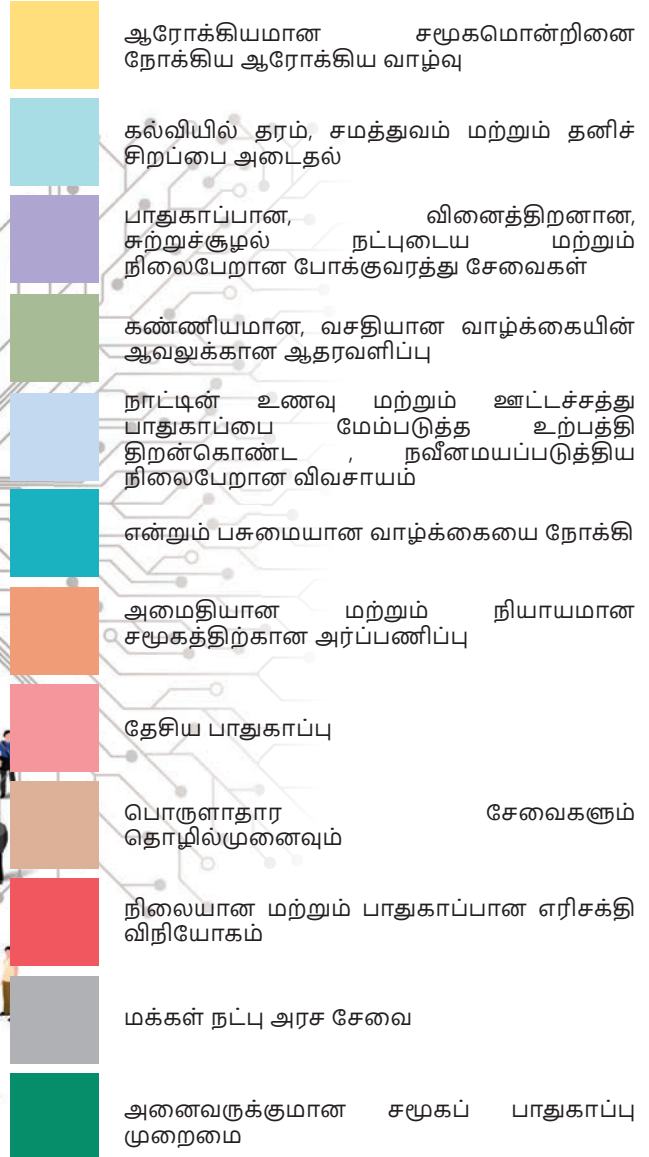 ஆரோக்கியமான சமூகமொன்றினை
நோக்கிய ஆரோக்கிய வாழ்வு
கல்வியில் தரம், சமத்துவம் மற்றும் தனிச்
சிறப்பை அடைதல்
பாதுகாப்பான, வினைத்திறனான,
சுற்றுச்சூழல் நட்புடைய மற்றும்
நிலைபேறான போக்குவரத்து சேவைகள்
கண்ணியமான, வசதியான வாழ்க்கையின்
ஆவலுக்கான ஆதரவளிப்பு
நாட்டின் உணவு மற்றும் ஊட்டச்சத்து
பாதுகாப்பை மேம்படுத்த உற்பத்தி
திறன்கொண்ட , நவீனமயப்படுத்திய
நிலைபேறான விவசாயம்
என்றும் பசுமையான வாழ்க்கையை நோக்கி
அமைதியான மற்றும் நியாயமான
சமூகத்திற்கான அர்ப்பணிப்பு
தேசிய பாதுகாப்பு
பொருளாதார சேவைகளும்
தொழில்முனைவும்
நிலையான மற்றும் பாதுகாப்பான எரிசக்தி
விநியோகம்
மக்கள் நட்பு அரச சேவை
அனைவருக்குமான சமூகப் பாதுகாப்பு
முறைமை